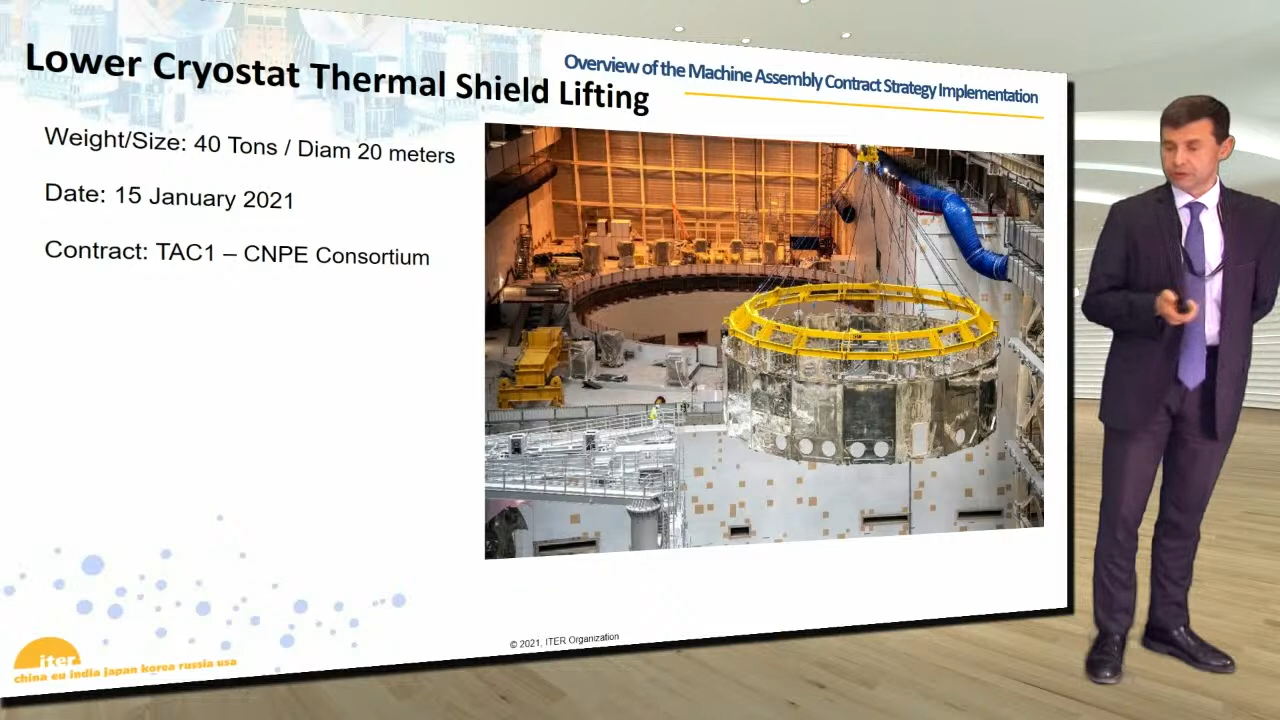 Lower Cryostat Thermal Shield Lifting
Overview of the Machine Assembly Contract Strategy Implementation
Weight/Size: 40 Tons / Diam 20 meters
Date: 15 January 2021
Contract: TAC1 – CNPE Consortium
© 2021, ITER Organization
iter
china eu india japan korea russia usa